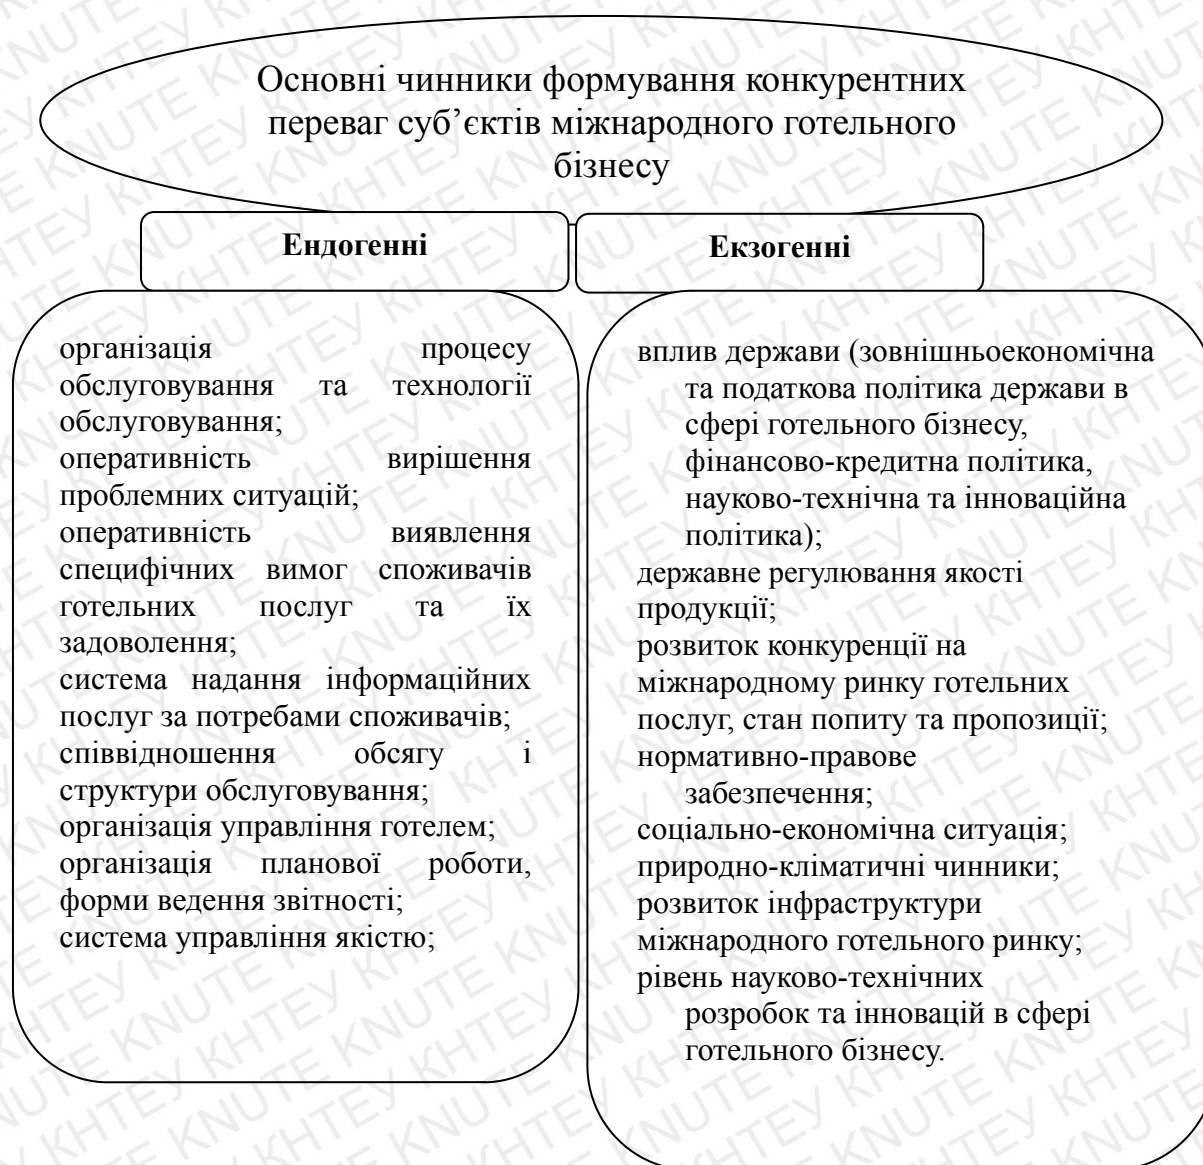 Основні чинники формування конкурентних
переваг суб’єктів міжнародного готельного
бізнесу
Ендогенні
Екзогенні
організація процесу
обслуговування та технології
обслуговування;
оперативність вирішення
проблемних ситуацій;
оперативність виявлення
специфічних вимог споживачів
готельних послуг та їх
задоволення;
система надання інформаційних
послуг за потребами споживачів;
співвідношення обсягу і
структури обслуговування;
організація управління готелем;
організація планової роботи,
форми ведення звітності;
система управління якістю;
вплив держави (зовнішньоекономічна
та податкова політика держави в
сфері готельного бізнесу,
фінансово-кредитна політика,
науково-технічна та інноваційна
політика);
державне регулювання якості
продукції;
розвиток конкуренції на
міжнародному ринку готельних
послуг, стан попиту та пропозиції;
нормативно-правове
забезпечення;
соціально-економічна ситуація;
природно-кліматичні чинники;
розвиток інфраструктури
міжнародного готельного ринку;
рівень науково-технічних
розробок та інновацій в сфері
готельного бізнесу.